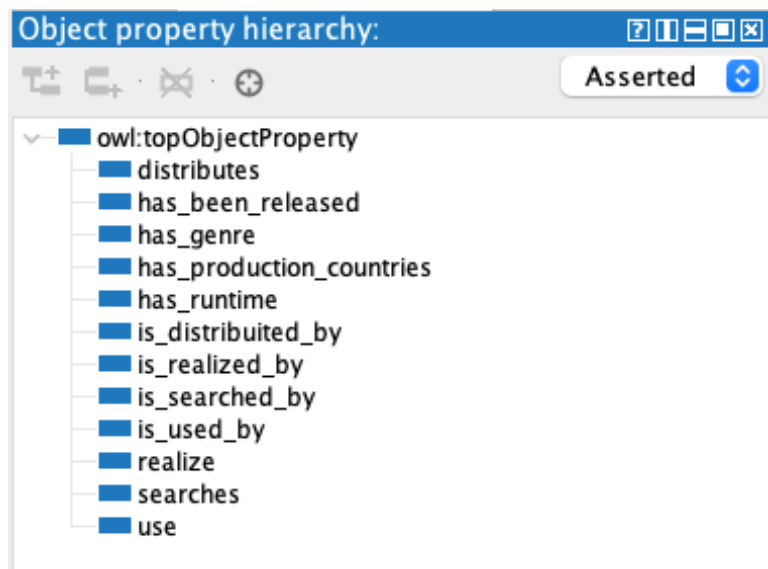 Object property hierarchy:
Asserted
owl:topObjectProperty
distributes
has_been_released
has_genre
has_production_countries
has_runtime
is_distribuited_by
is_realized_by
is_searched_by
is_used_by
realize
searches
use